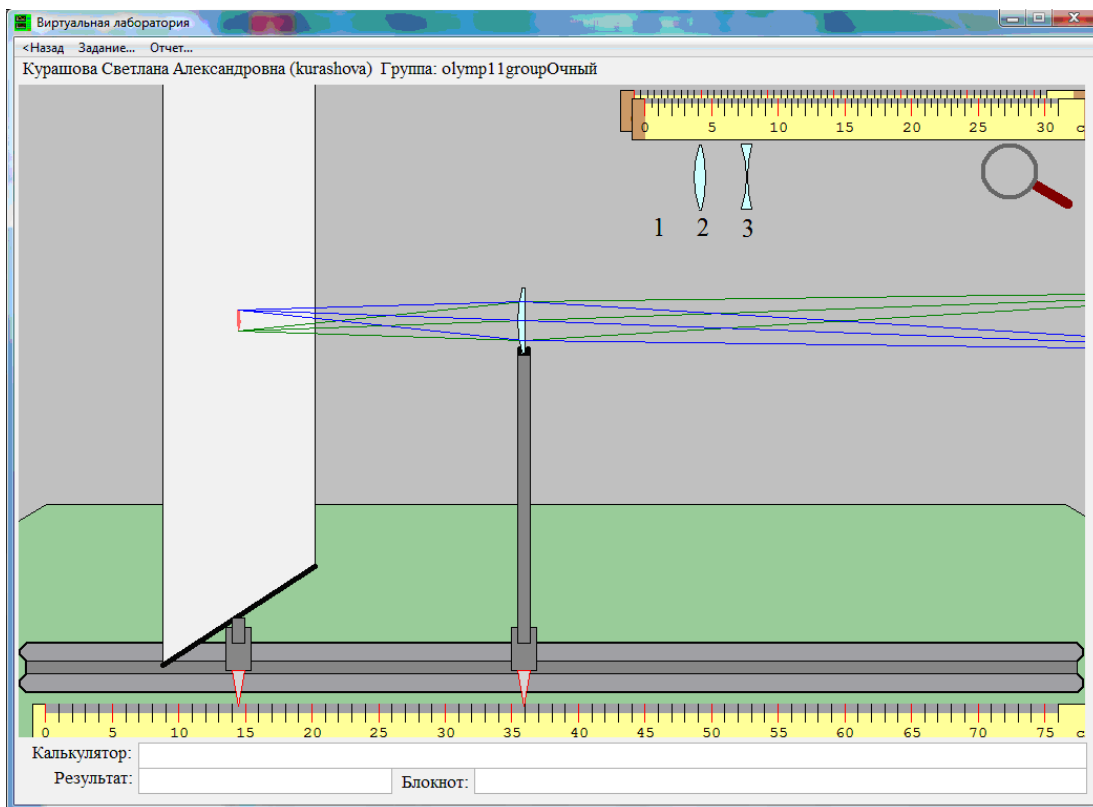 Виртуальная лаборатория
<Назад Задание... Отчет...
Курашова Светлана Александровна (kurashova) Группа: olymp11groupОчный
0 5 10 15 20 25 30 с
1 2 3
0 5 10 15 20 25 30 35 40 45 50 55 60 65 70 75 с
Калькулятор:
Результат: Блокнот: